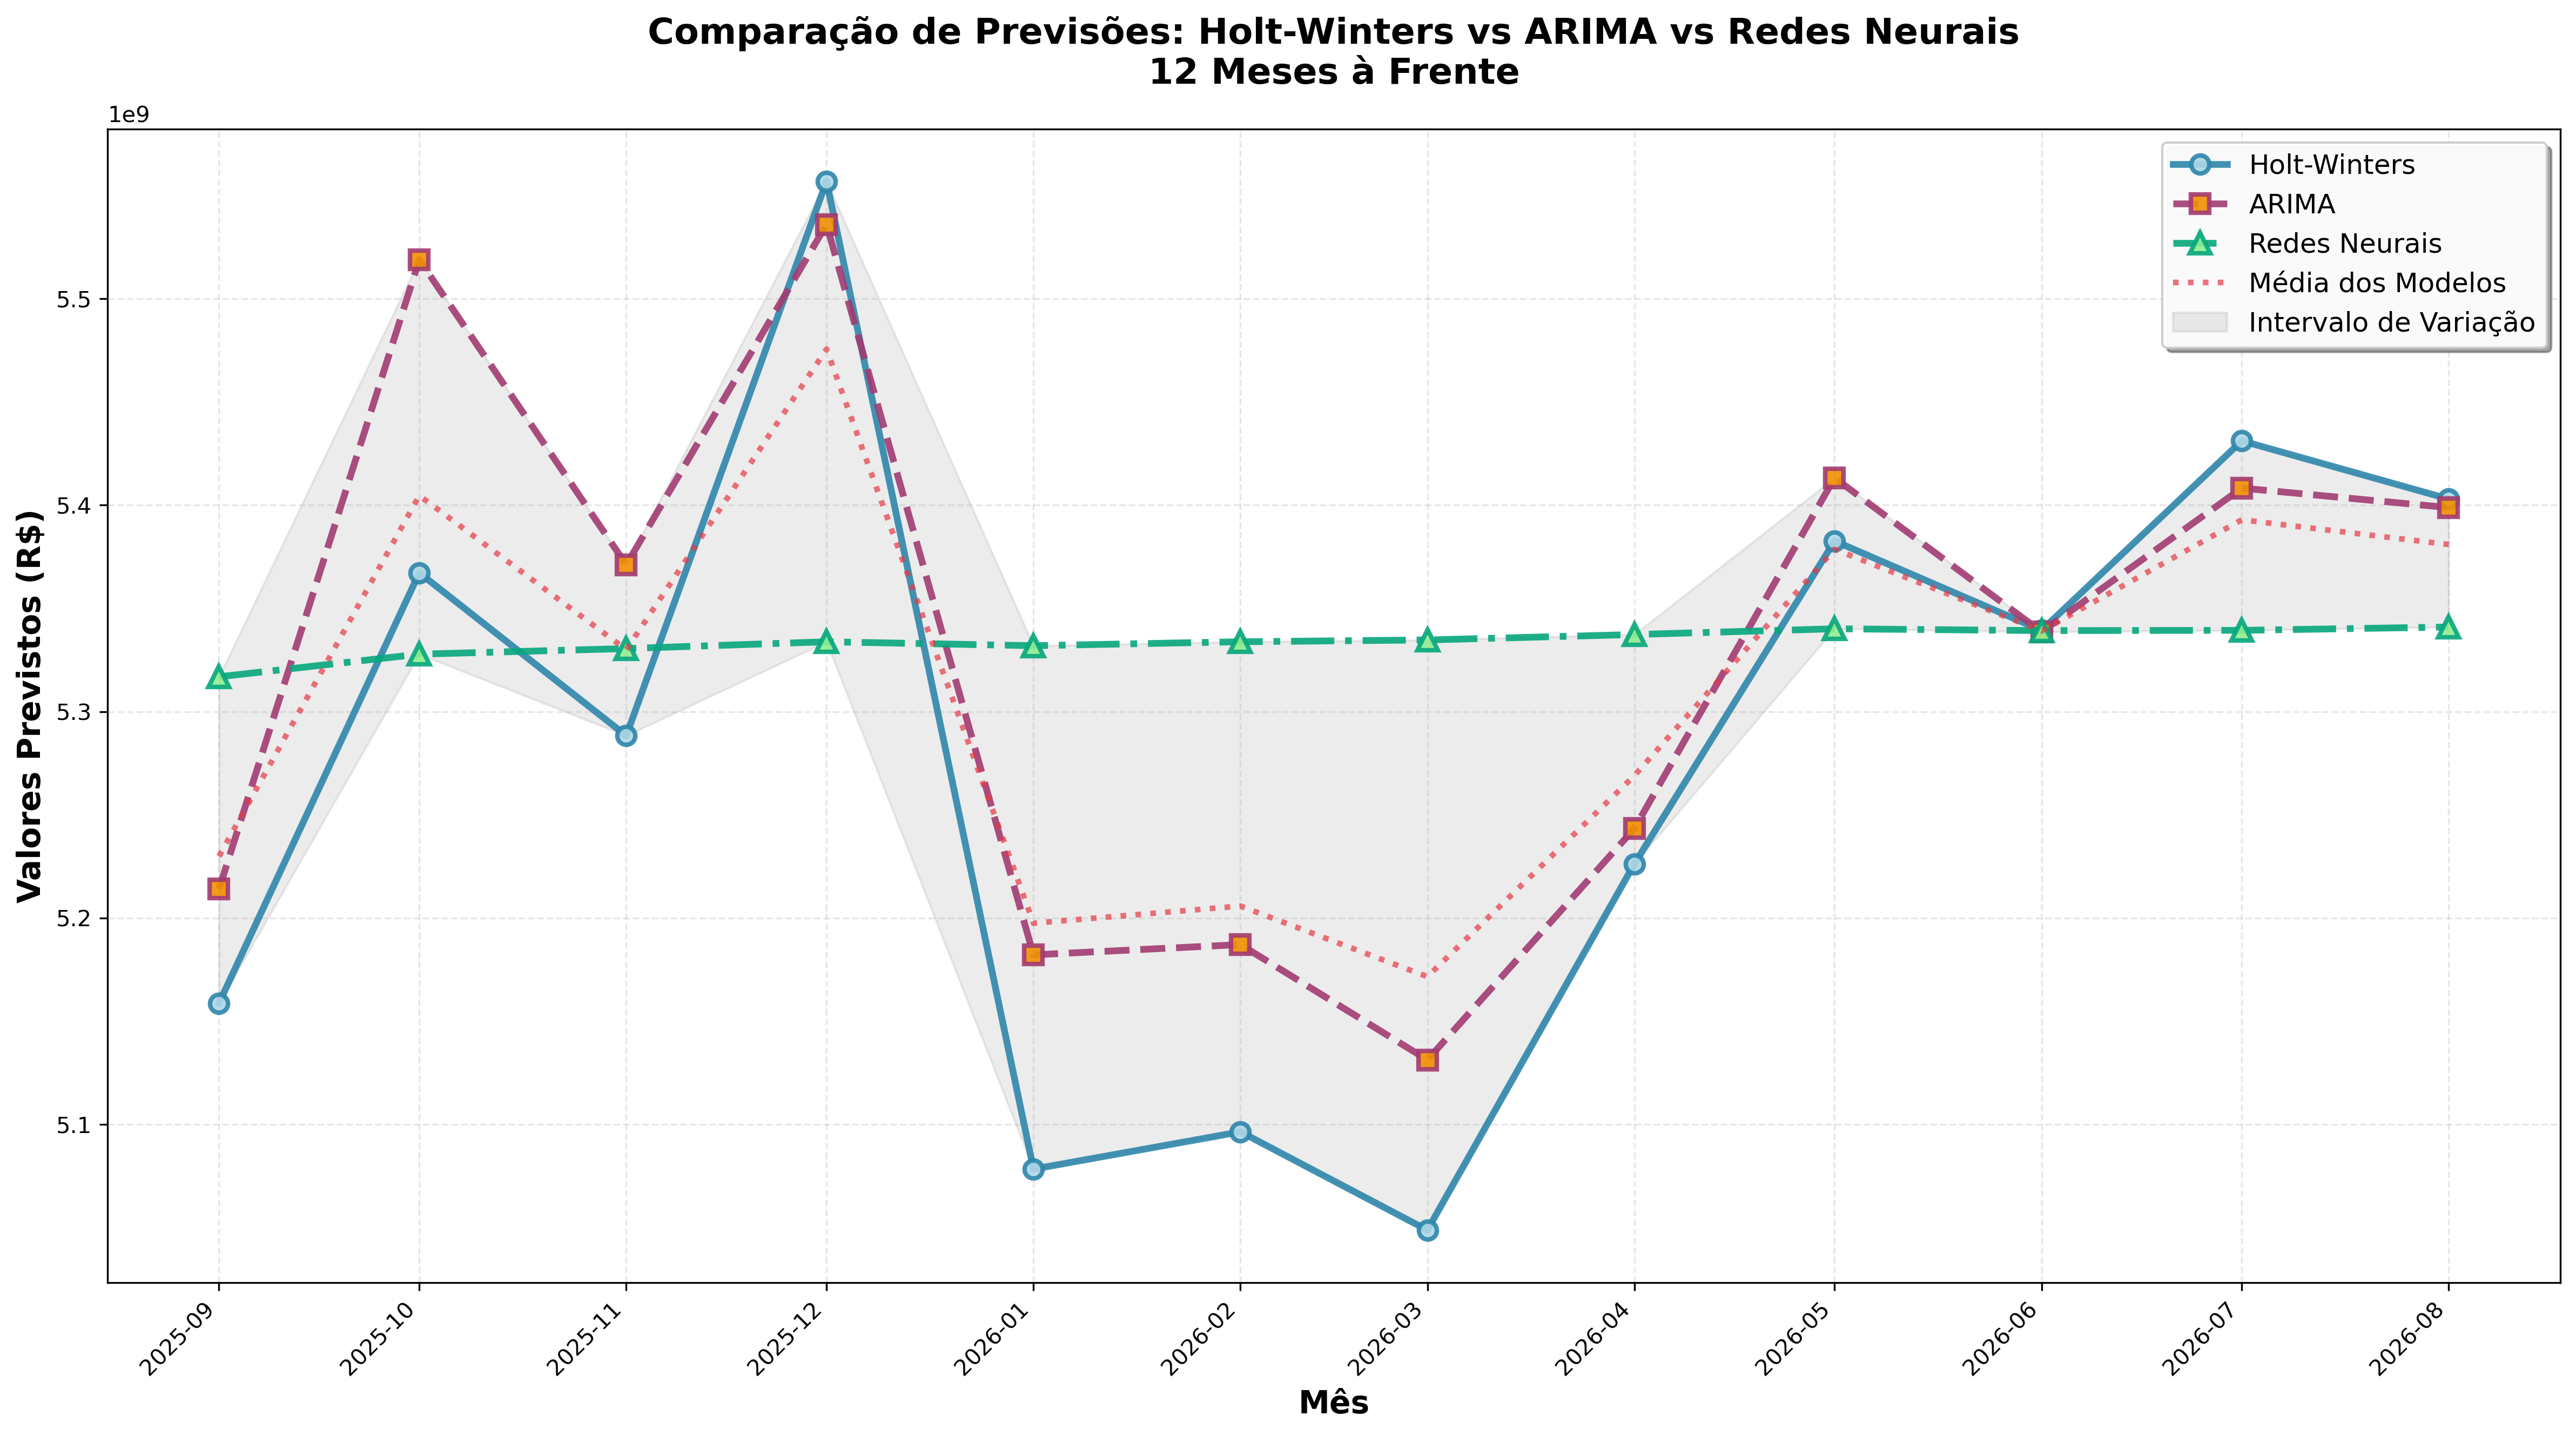 Comparação de Previsões: Holt-Winters vs ARIMA vs Redes Neurais
12 Meses à Frente
1e9
Holt-Winters
ARIMA
Redes Neurais
Média dos Modelos
Intervalo de Variação
Valores Previstos (R$)
5.5
5.4
5.3
5.2
5.1
2025-09
2025-10
2025-11
2025-12
2026-01
2026-02
2026-03
2026-04
2026-05
2026-06
2026-07
2026-08
Mês